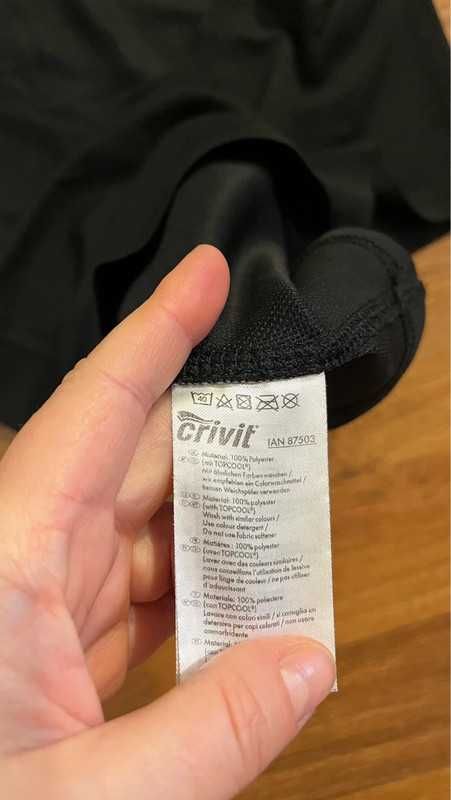 40
crivit®
IAN 87503
Material: 100% Polyester
(mit TOPCOOL®)
Mit ähnlichen Farben waschen /
wir empfehlen ein Colorwaschmittel /
keinen Weichspüler verwenden
Material: 100% polyester
(with TOPCOOL®)
Wash with similar colours /
Use colour detergent /
Do not use fabric softener
Matières: 100% polyester
(avec TOPCOOL®)
Laver avec des couleurs similaires /
nous conseillons l'utilisation de lessive
pour linge de couleur / ne pas utiliser
d'adoucissant
Materiale: 100% poliestere
(con TOPCOOL®)
Lavare con colori simili / si consiglia un
detersivo per capi colorati / non usare
ammorbidente
Material: 100%